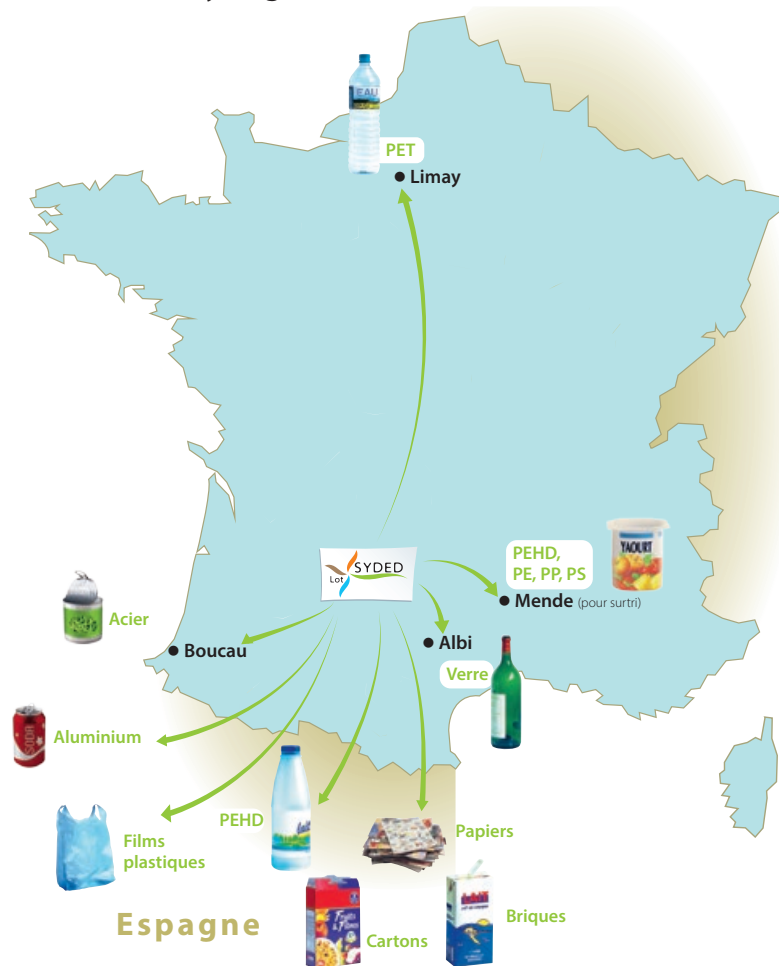 EAU
PET
Limay
SYDED
Lot
PEHD,
PE, PP, PS
YAOURT
Mende (pour surtri)
Acier
Boucau
Albi
Verre
SODA
Aluminium
PEHD
Films
plastiques
Papiers
Espagne
Cartons
Briques